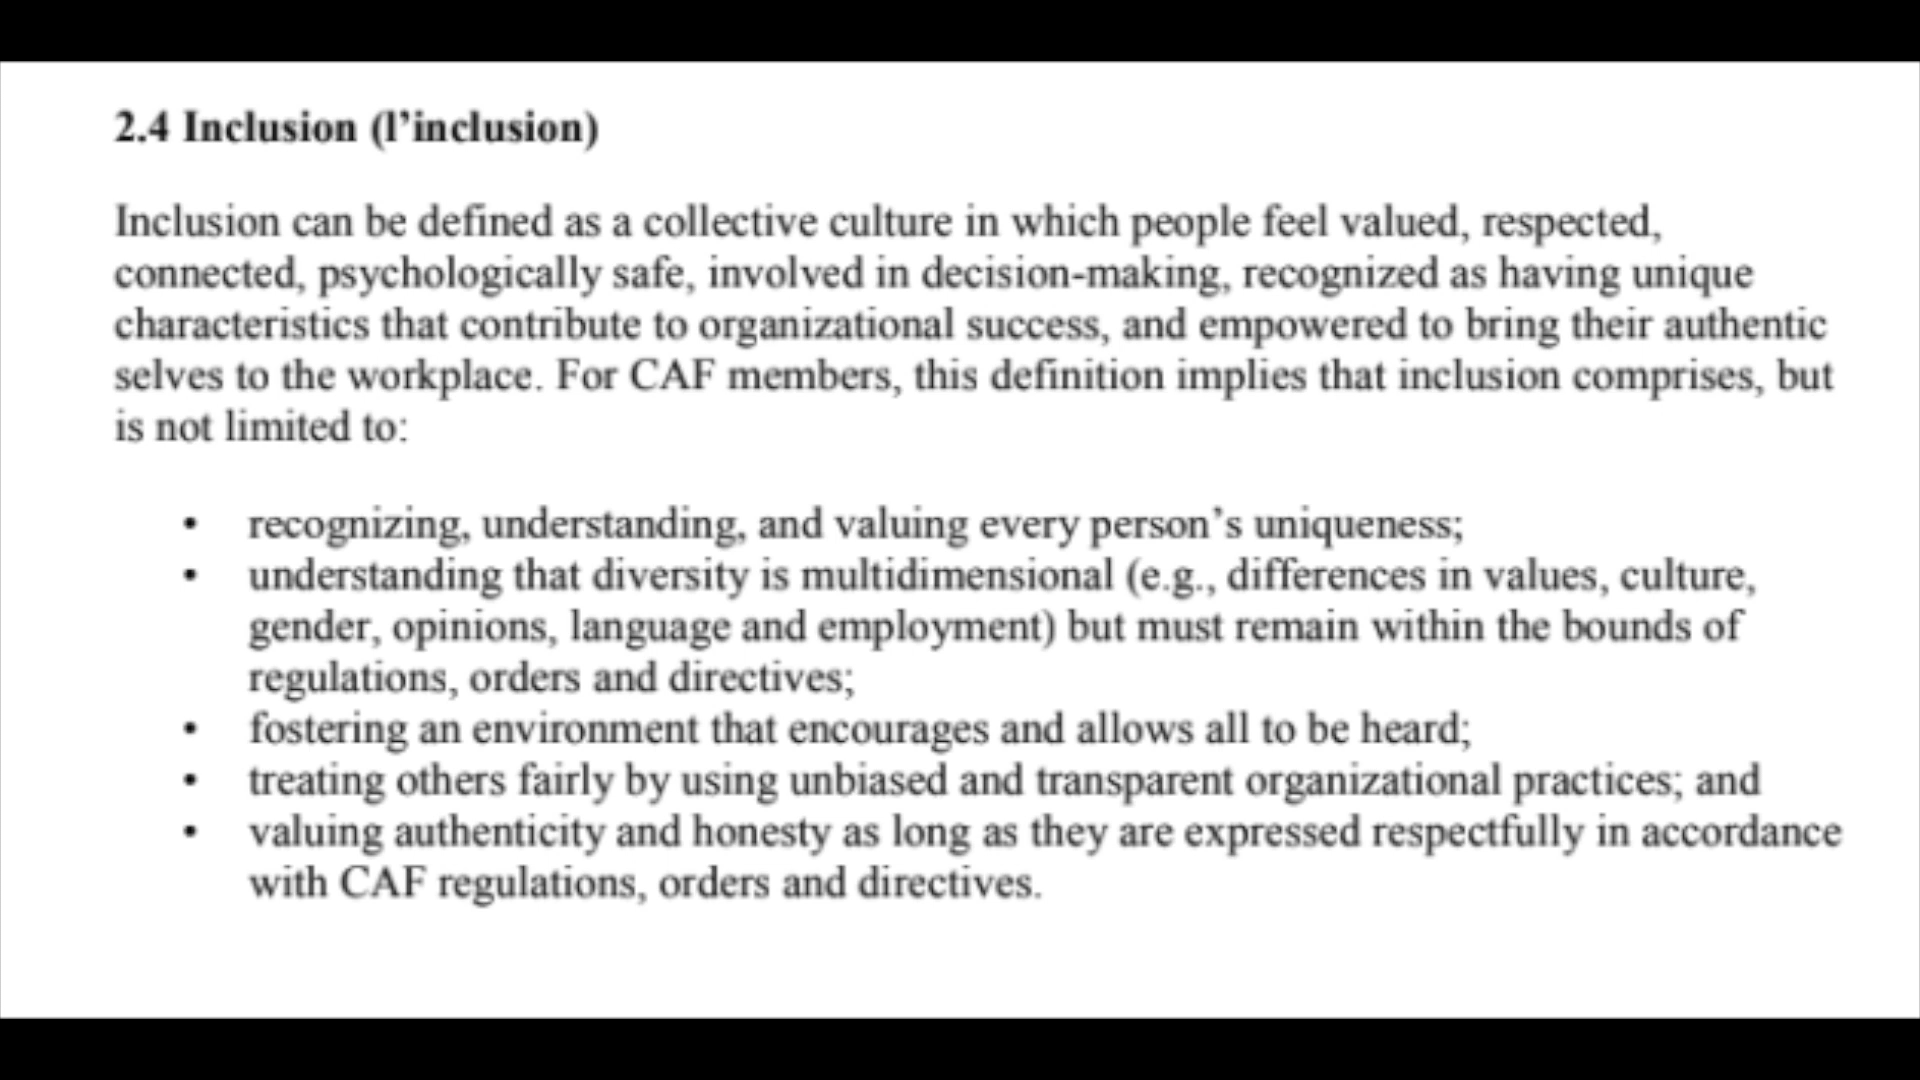 2.4 Inclusion (l’inclusion)
Inclusion can be defined as a collective culture in which people feel valued, respected,
connected, psychologically safe, involved in decision-making, recognized as having unique
characteristics that contribute to organizational success, and empowered to bring their authentic
selves to the workplace. For CAF members, this definition implies that inclusion comprises, but
is not limited to:
• recognizing, understanding, and valuing every person’s uniqueness;
• understanding that diversity is multidimensional (e.g., differences in values, culture,
gender, opinions, language and employment) but must remain within the bounds of
regulations, orders and directives;
• fostering an environment that encourages and allows all to be heard;
• treating others fairly by using unbiased and transparent organizational practices; and
• valuing authenticity and honesty as long as they are expressed respectfully in accordance
with CAF regulations, orders and directives.